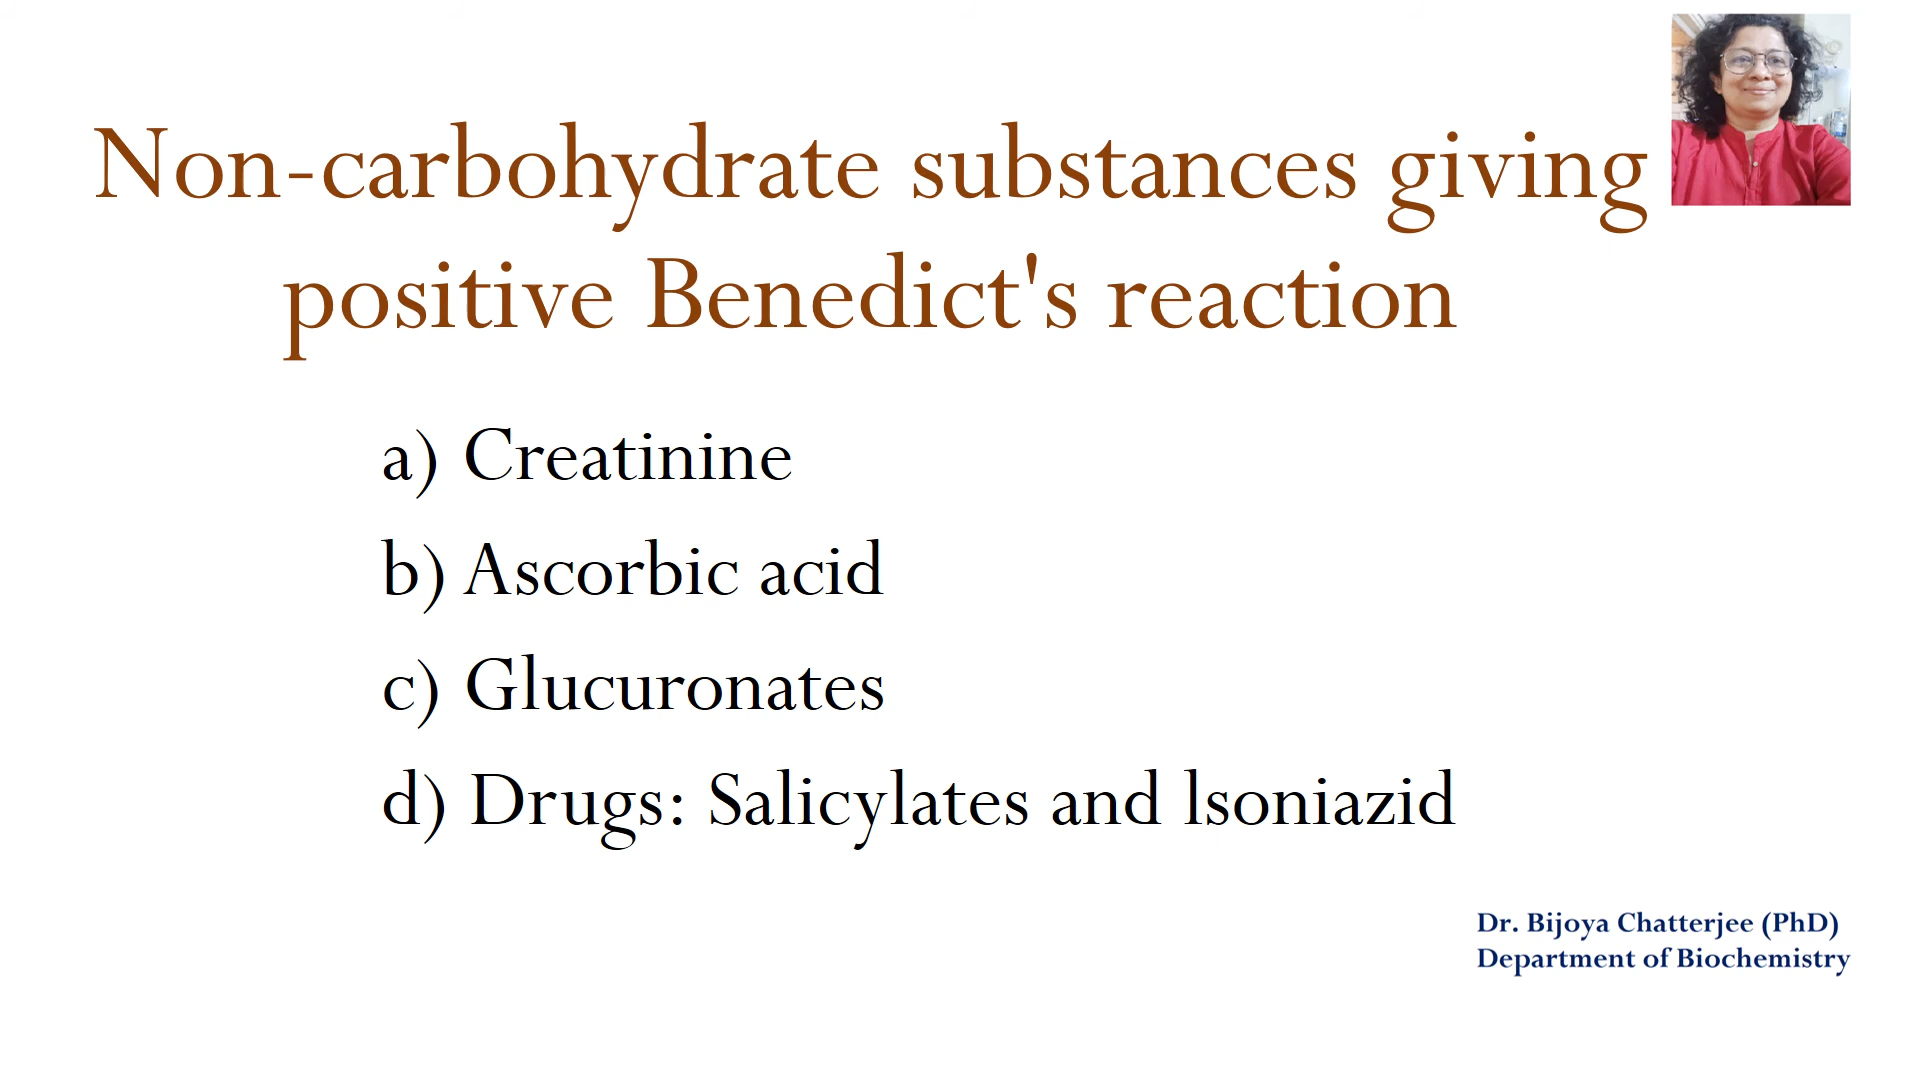 Non-carbohydrate substances giving
positive Benedict's reaction
a) Creatinine
b) Ascorbic acid
c) Glucuronates
d) Drugs: Salicylates and lsoniazid
Dr. Bijoya Chatterjee (PhD)
Department of Biochemistry